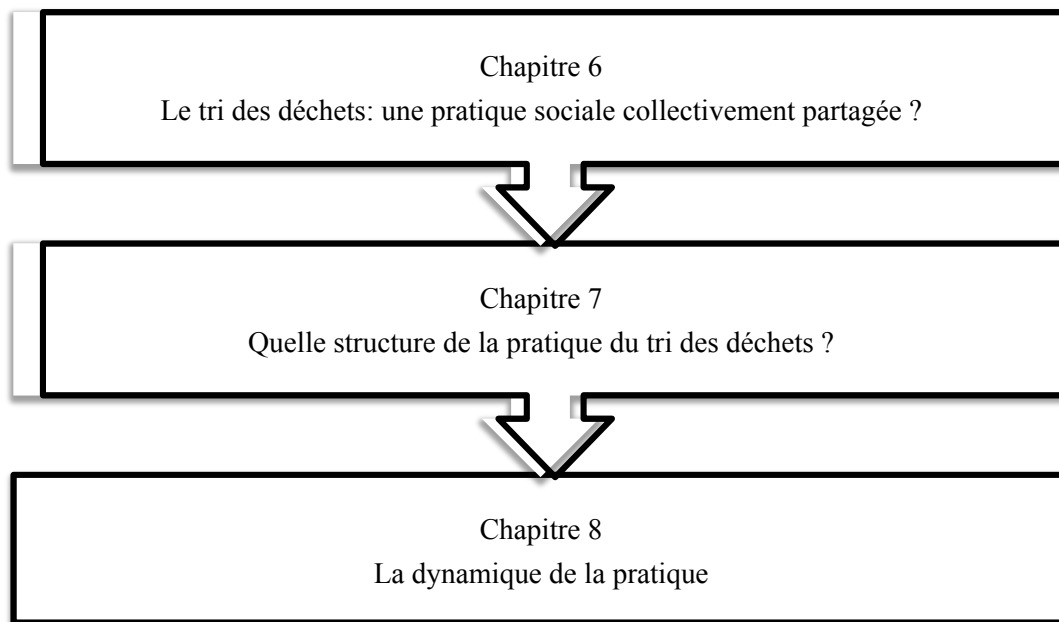 Chapitre 6
Le tri des déchets: une pratique sociale collectivement partagée ?
Chapitre 7
Quelle structure de la pratique du tri des déchets ?
Chapitre 8
La dynamique de la pratique